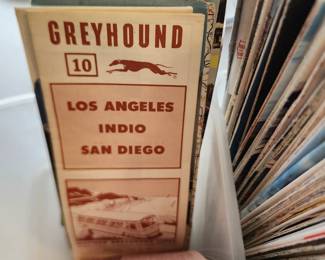 GREYHOUND
10
LOS ANGELES
INDIO
SAN DIEGO